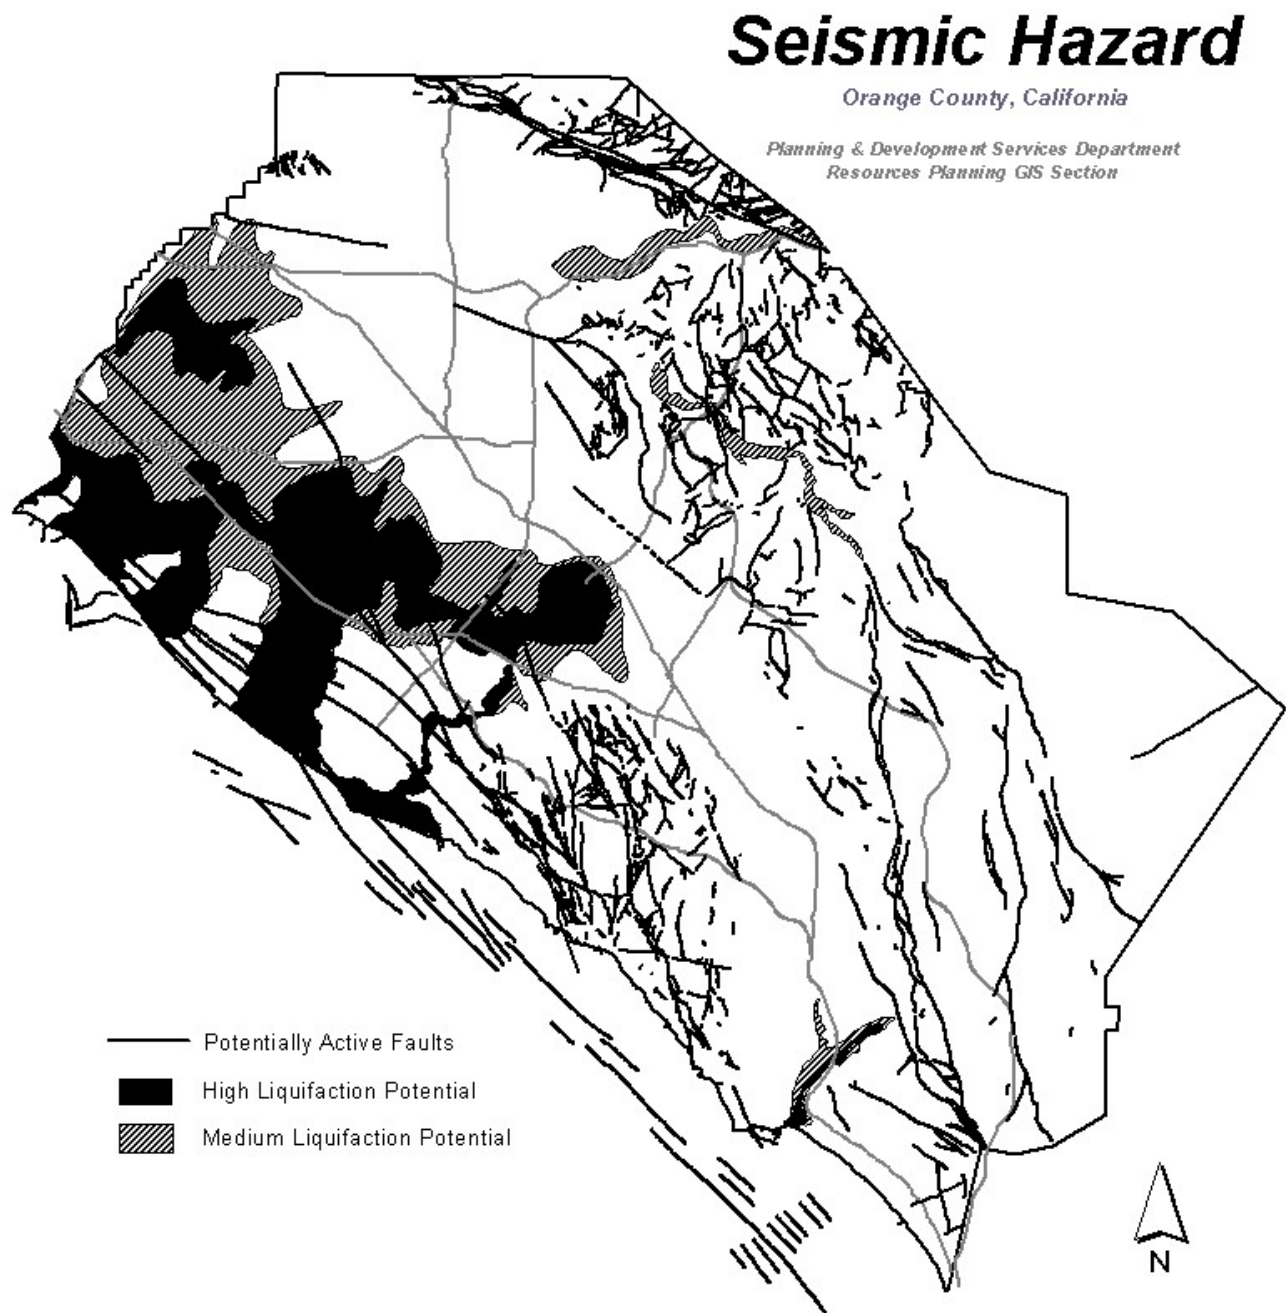 Seismic Hazard
Orange County, California
Planning & Development Services Department
Resources Planning GIS Section
Potentially Active Faults
High Liquifaction Potential
Medium Liquifaction Potential
N